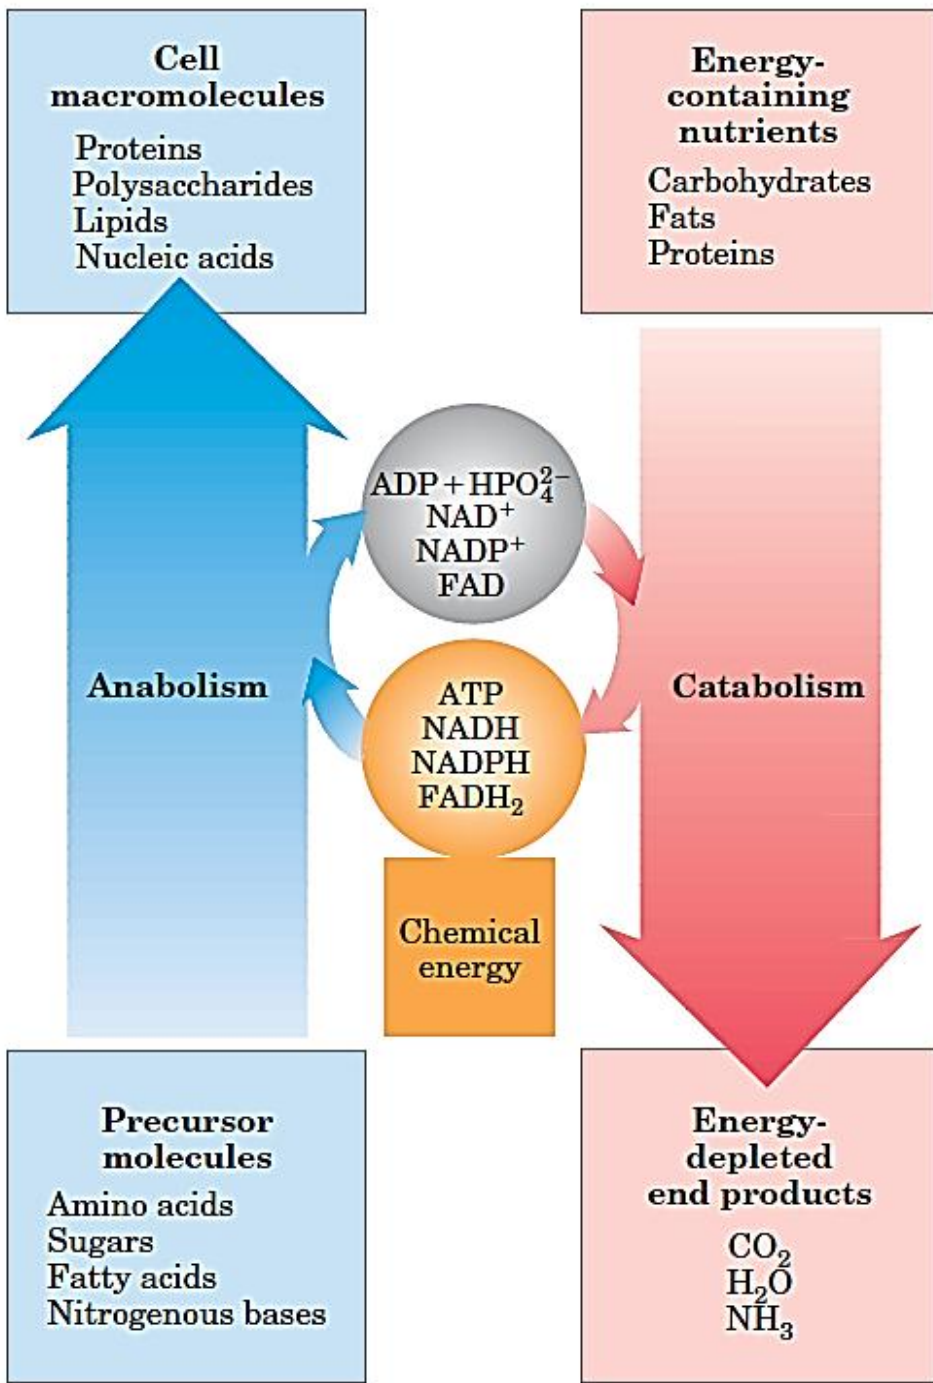 Cell
macromolecules
Proteins
Polysaccharides
Lipids
Nucleic acids
Energy-
containing
nutrients
Carbohydrates
Fats
Proteins
ADP + HPO₄²⁻
NAD⁺
NADP⁺
FAD
Anabolism
ATP
NADH
NADPH
FADH₂
Catabolism
Chemical
energy
Precursor
molecules
Amino acids
Sugars
Fatty acids
Nitrogenous bases
Energy-
depleted
end products
CO₂
H₂O
NH₃